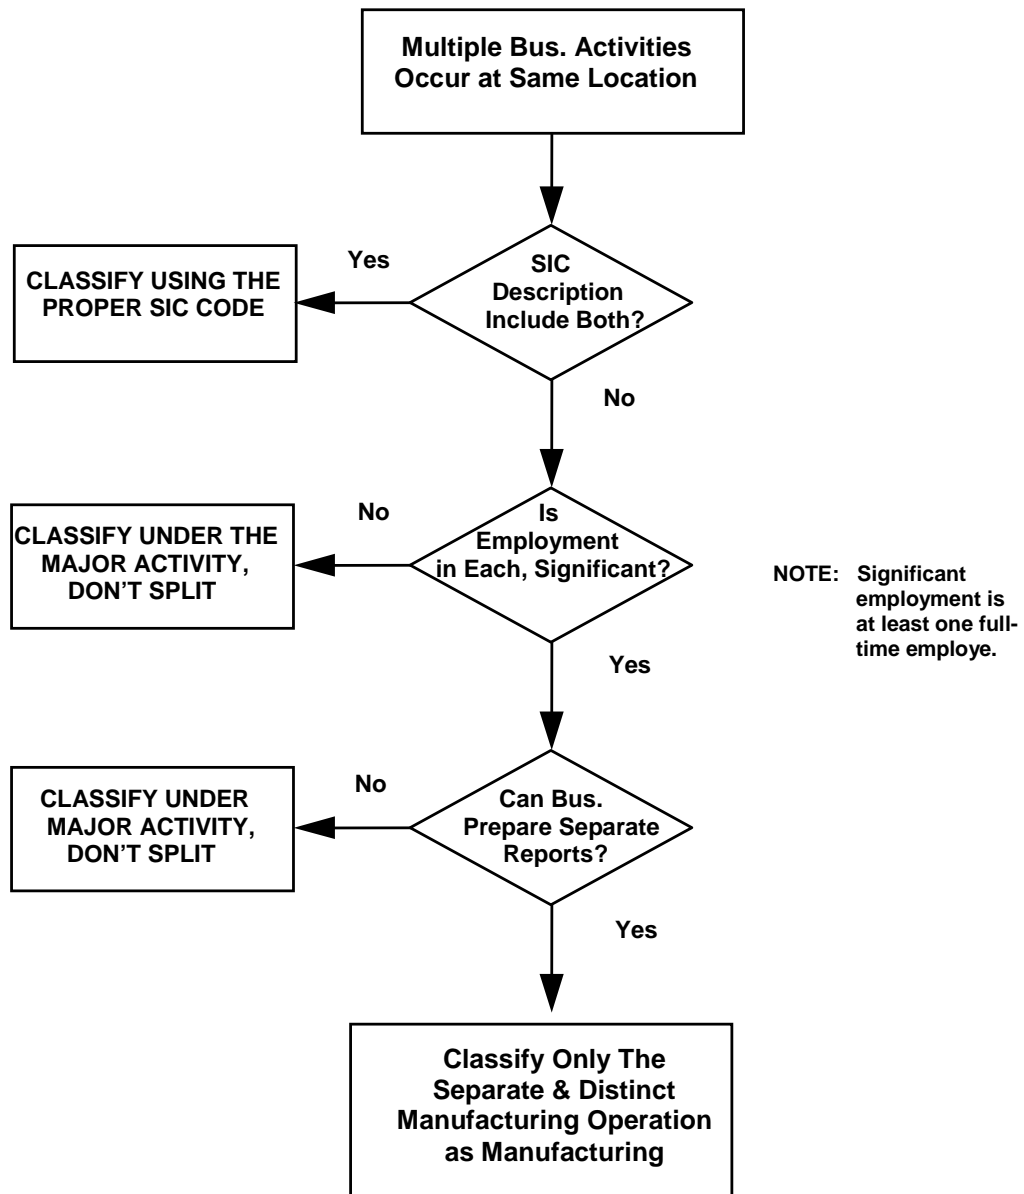 Multiple Bus. Activities
Occur at Same Location
Yes
SIC
Description
Include Both?
CLASSIFY USING THE
PROPER SIC CODE
No
No
Is
Employment
in Each, Significant?
CLASSIFY UNDER THE
MAJOR ACTIVITY,
DON'T SPLIT
NOTE: Significant
employment is
at least one full-
time employe.
Yes
No
Can Bus.
Prepare Separate
Reports?
CLASSIFY UNDER
MAJOR ACTIVITY,
DON'T SPLIT
Yes
Classify Only The
Separate & Distinct
Manufacturing Operation
as Manufacturing